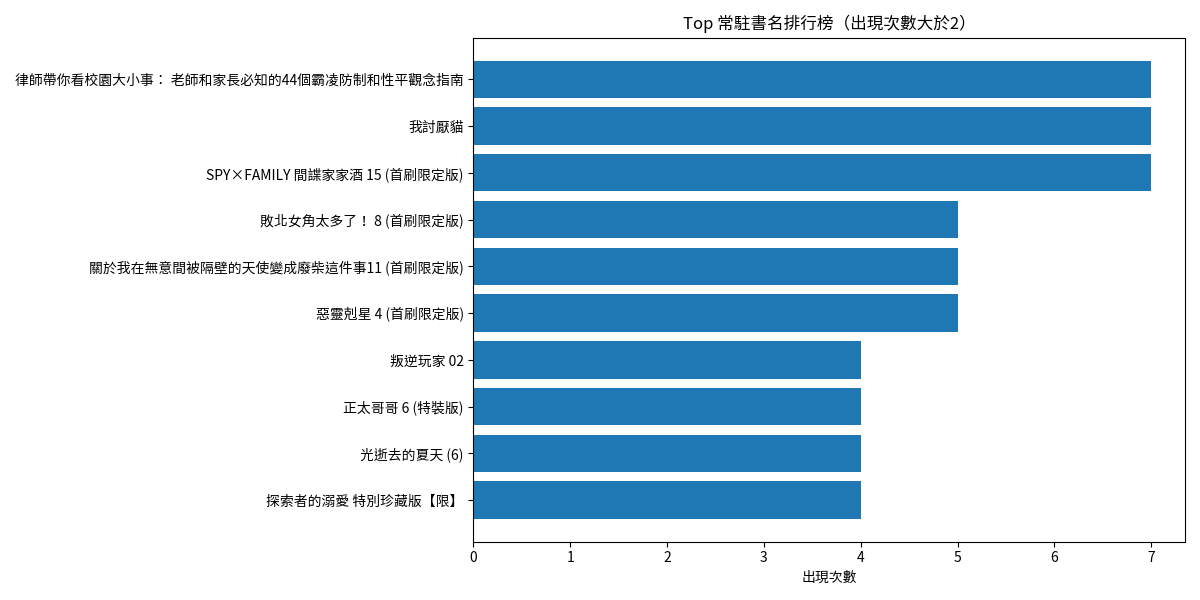 Top 常駐書名排行榜（出現次數大於2）
律師帶你看校園大小事： 老師和家長必知的44個霸凌防制和性平觀念指南
我討厭貓
SPY×FAMILY 間諜家家酒 15 (首刷限定版)
敗北女角太多了！ 8 (首刷限定版)
關於我在無意間被隔壁的天使變成廢柴這件事11 (首刷限定版)
惡靈剋星 4 (首刷限定版)
叛逆玩家 02
正太哥哥 6 (特裝版)
光逝去的夏天 (6)
探索者的溺愛 特別珍藏版【限】
0 1 2 3 4 5 6 7
出現次數